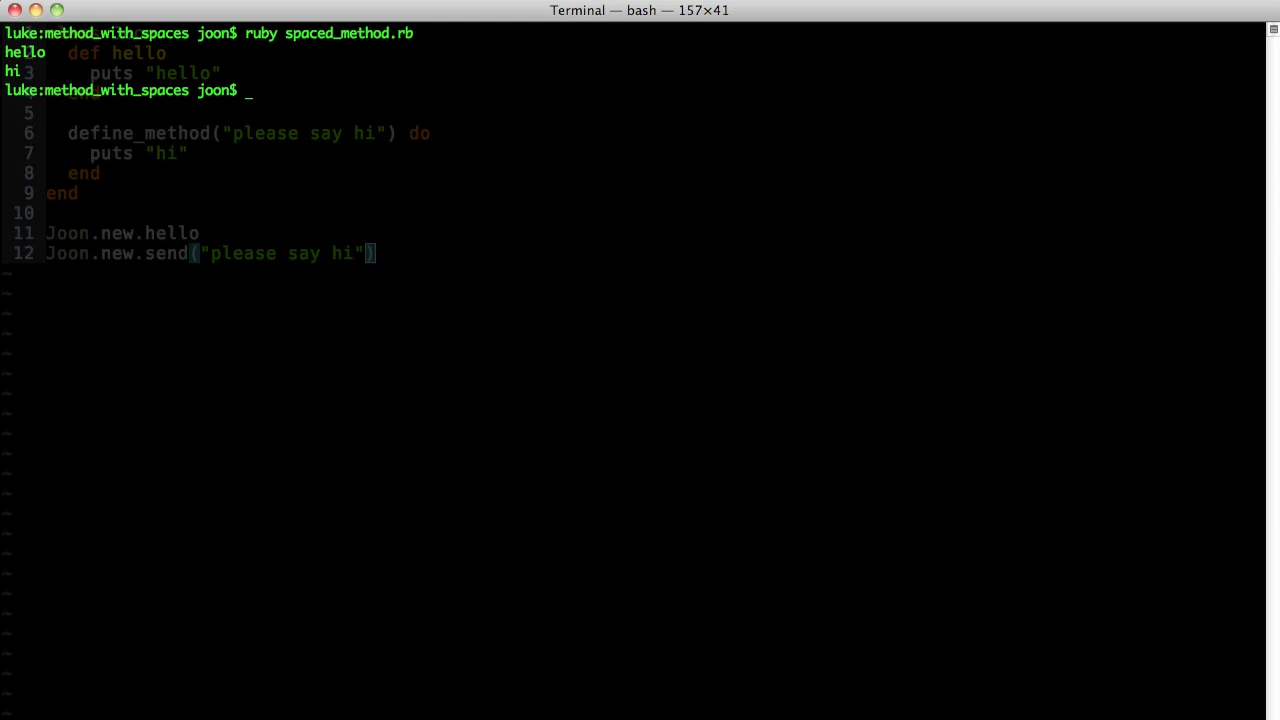 Terminal — bash — 157×41
luke:method_with_spaces joon$ ruby spaced_method.rb
hello
hi
luke:method_with_spaces joon$ _
def hello
3 puts "hello"
5
6 define_method("please say hi") do
7 puts "hi"
8 end
9 end
10
11 Joon.new.hello
12 Joon.new.send("please say hi")